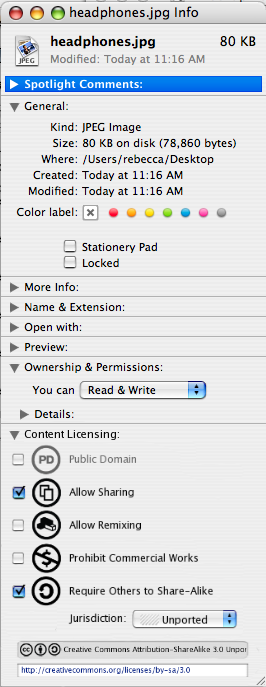 headphones.jpg Info
headphones.jpg 80 KB
Modified: Today at 11:16 AM
JPEG
Spotlight Comments:
General:
Kind: JPEG Image
Size: 80 KB on disk (78,860 bytes)
Where: /Users/rebecca/Desktop
Created: Today at 11:16 AM
Modified: Today at 11:16 AM
Color label:
Stationery Pad
Locked
More Info:
Name & Extension:
Open with:
Preview:
Ownership & Permissions:
You can Read & Write
Details:
Content Licensing:
PD Public Domain
Allow Sharing
Allow Remixing
Prohibit Commercial Works
Require Others to Share-Alike
Jurisdiction: Unported
cc Creative Commons Attribution-ShareAlike 3.0 Unpor
http://creativecommons.org/licenses/by-sa/3.0